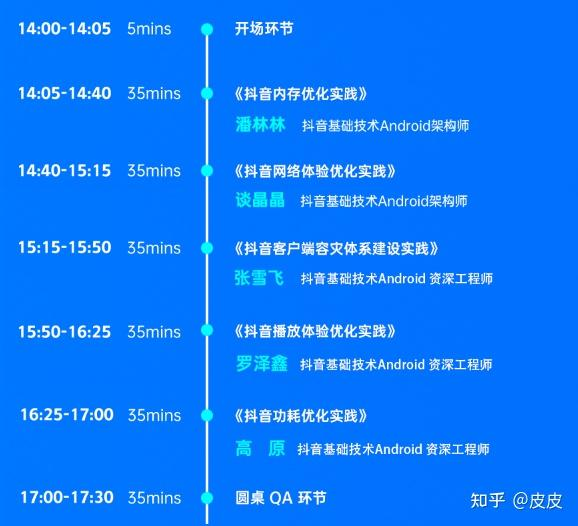 14:00-14:05 5mins 开场环节
14:05-14:40 35mins 《抖音内存优化实践》
潘林林 抖音基础技术Android架构师
14:40-15:15 35mins 《抖音网络体验优化实践》
谈晶晶 抖音基础技术Android架构师
15:15-15:50 35mins 《抖音客户端容灾体系建设实践》
张雪飞 抖音基础技术Android 资深工程师
15:50-16:25 35mins 《抖音播放体验优化实践》
罗泽鑫 抖音基础技术Android 资深工程师
16:25-17:00 35mins 《抖音功耗优化实践》
高 原 抖音基础技术Android 资深工程师
17:00-17:30 35mins 圆桌 QA 环节
知乎 @皮皮